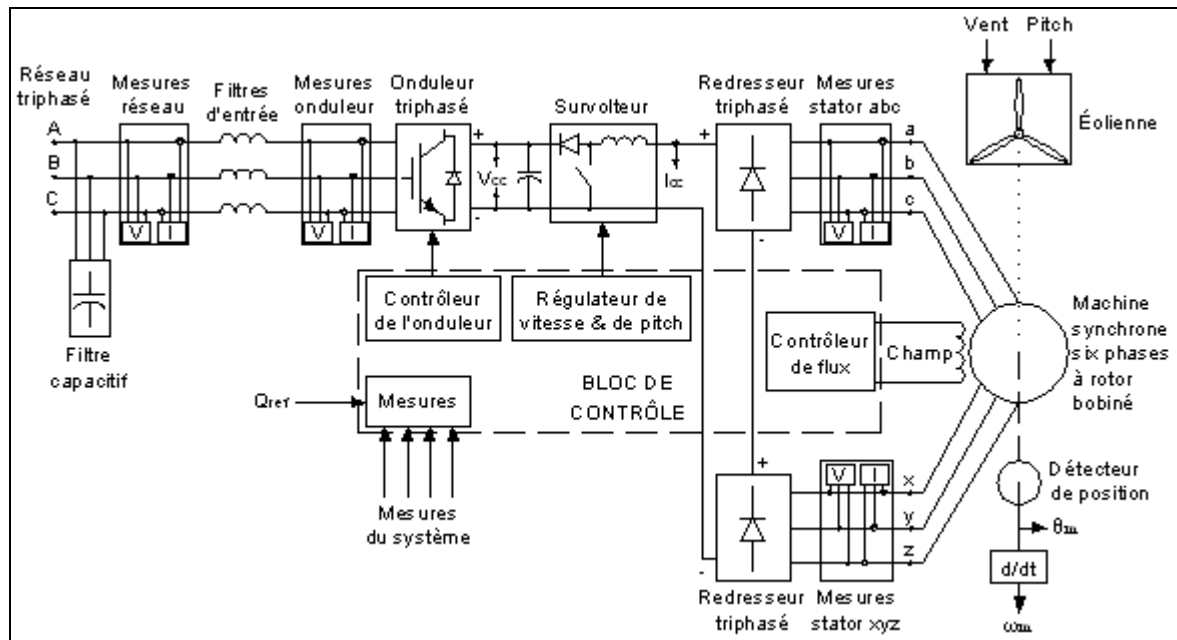 Vent Pitch
Réseau
triphasé
Mesures
réseau
Filtres
d'entrée
Mesures
onduleur
Onduleur
triphasé
Survolteur
Redresseur
triphasé
Mesures
stator abc
Éolienne
A
B
C
V I
V I
+
-
Vcc
Icc
+
-
V I
a
b
c
Filtre
capacitif
Contrôleur
de l'onduleur
Régulateur de
vitesse & de pitch
Contrôleur
de flux
Champ
Machine
synchrone
six phases
à rotor
bobiné
Qref
Mesures
BLOC DE
CONTRÔLE
Mesures
du système
+
-
V I
x
y
z
Redresseur
triphasé
Mesures
stator xyz
Détecteur
de position
θm
d/dt
ωm